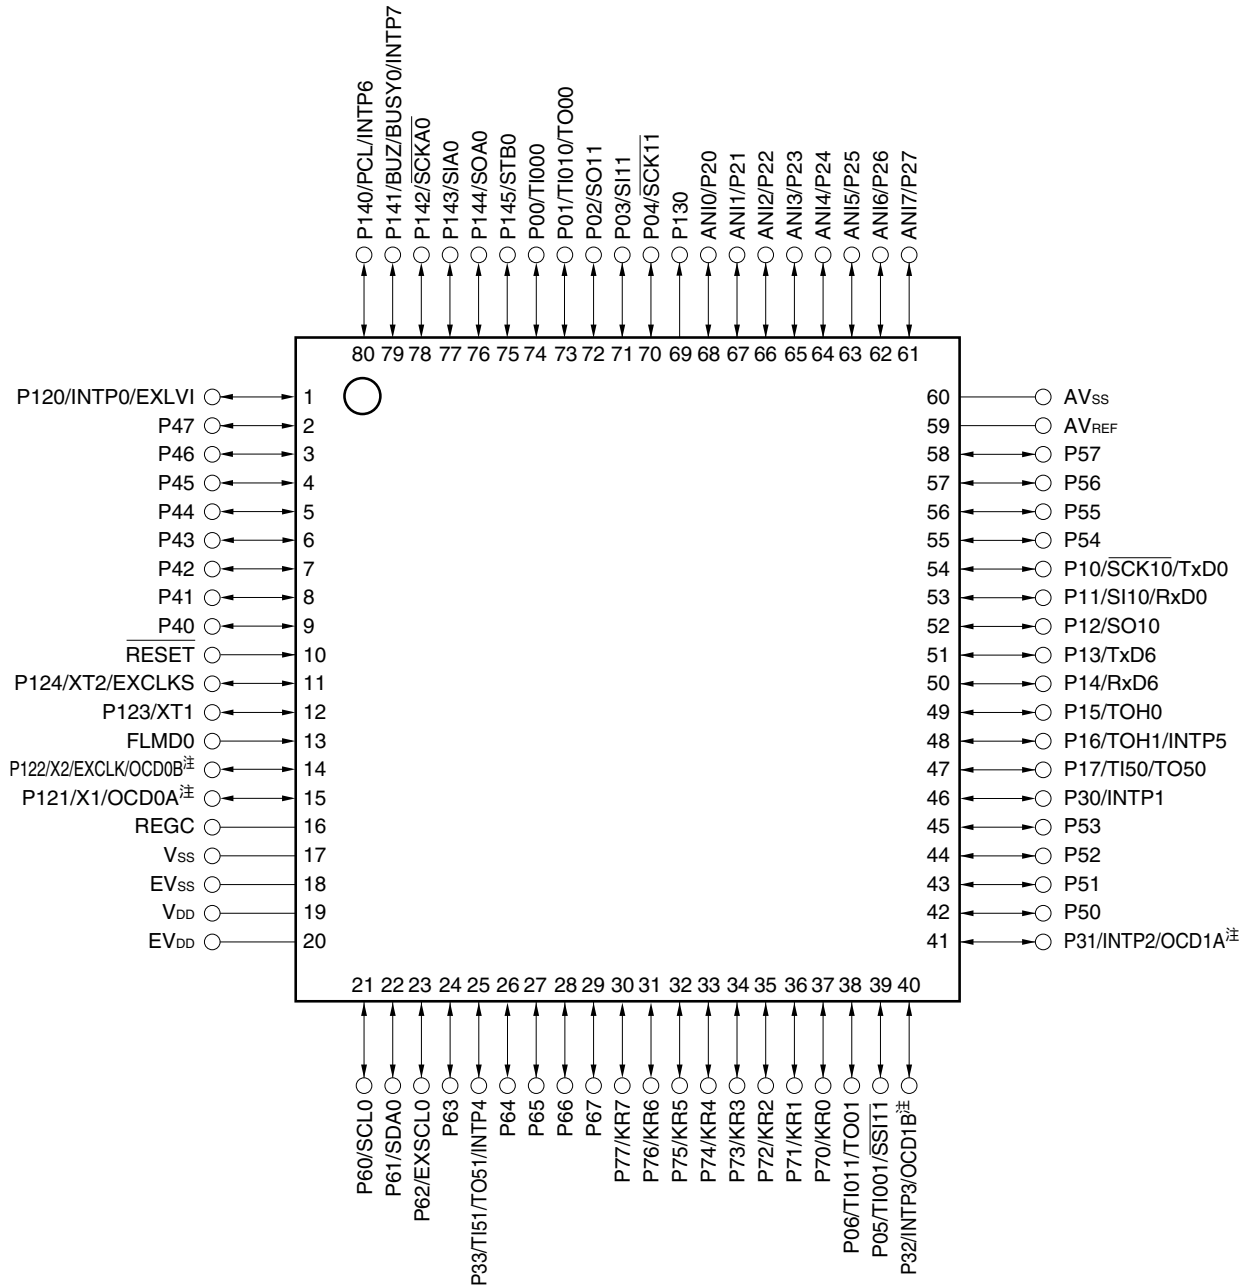 P140/PCL/INTP6
P141/BUZ/BUSY0/INTP7
P142/SCKA0
P143/SIA0
P144/SOA0
P145/STB0
P00/TI000
P01/TI010/TO00
P02/SO11
P03/SI11
P04/SCK11
P130
ANI0/P20
ANI1/P21
ANI2/P22
ANI3/P23
ANI4/P24
ANI5/P25
ANI6/P26
ANI7/P27
80 79 78 77 76 75 74 73 72 71 70 69 68 67 66 65 64 63 62 61
P120/INTP0/EXLVI 1
P47 2
P46 3
P45 4
P44 5
P43 6
P42 7
P41 8
P40 9
RESET 10
P124/XT2/EXCLKS 11
P123/XT1 12
FLMD0 13
P122/X2/EXCLK/OCD0B注 14
P121/X1/OCD0A注 15
REGC 16
VSS 17
EVSS 18
VDD 19
EVDD 20
60 AVSS
59 AVREF
58 P57
57 P56
56 P55
55 P54
54 P10/SCK10/TxD0
53 P11/SI10/RxD0
52 P12/SO10
51 P13/TxD6
50 P14/RxD6
49 P15/TOH0
48 P16/TOH1/INTP5
47 P17/TI50/TO50
46 P30/INTP1
45 P53
44 P52
43 P51
42 P50
41 P31/INTP2/OCD1A注
21 22 23 24 25 26 27 28 29 30 31 32 33 34 35 36 37 38 39 40
P60/SCL0
P61/SDA0
P62/EXSCL0
P63
P33/TI51/TO51/INTP4
P64
P65
P66
P67
P77/KR7
P76/KR6
P75/KR5
P74/KR4
P73/KR3
P72/KR2
P71/KR1
P70/KR0
P06/TI011/TO01
P05/TI001/SSI11
P32/INTP3/OCD1B注